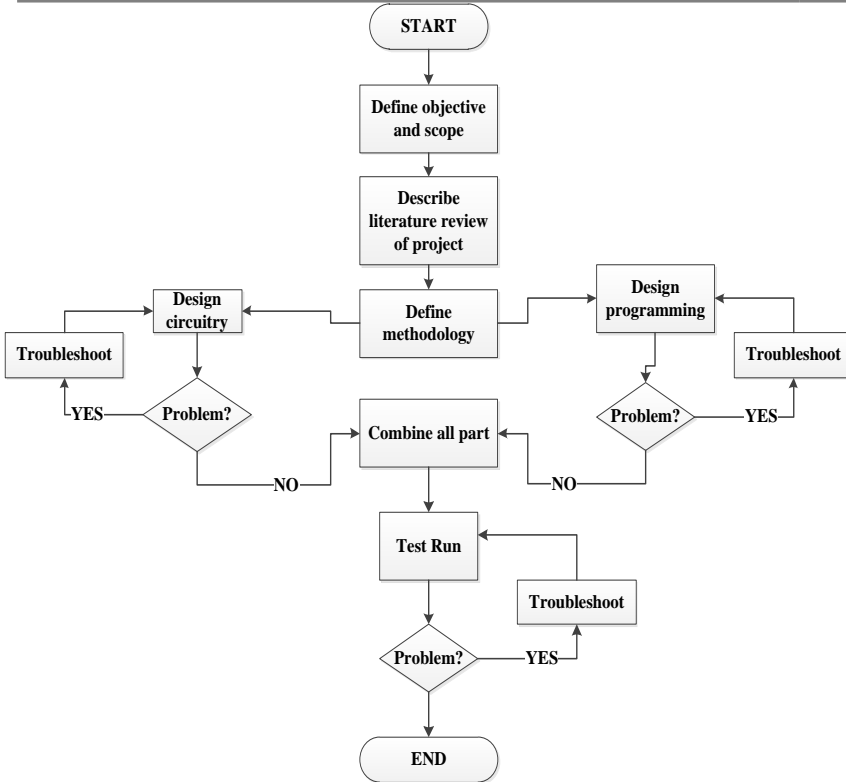 START
Define objective
and scope
Describe
literature review
of project
Define
methodology
Design
circuitry
Troubleshoot
YES
Problem?
NO
Design
programming
Troubleshoot
Problem?
YES
NO
Combine all part
Test Run
Troubleshoot
Problem?
YES
END